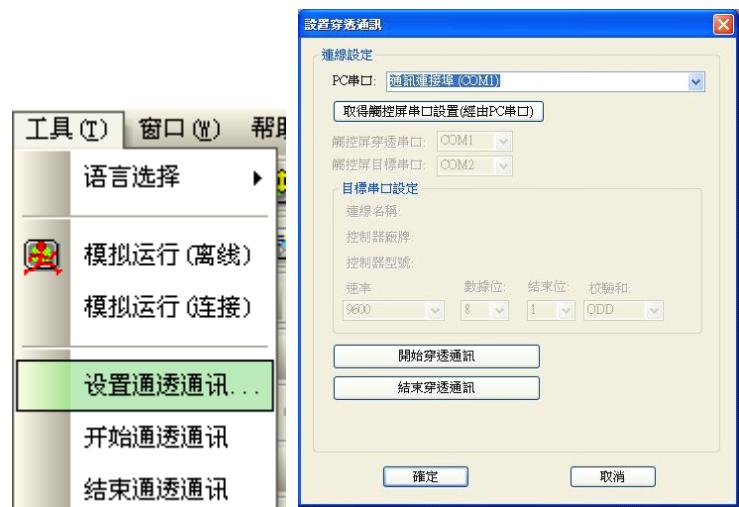 工具(T) 窗口(W) 帮助
语言选择
模拟运行(离线)
模拟运行(连接)
设置通透通讯...
开始通透通讯
结束通透通讯
設置穿透通訊
連線設定
PC串口: 通訊連接埠 (COM1)
取得觸控屏串口設置(經由PC串口)
觸控屏穿透串口: COM1
觸控屏目標串口: COM2
目標串口設定
連線名稱:
控制器廠牌:
控制器型號:
速率 數據位: 結束位: 校驗和:
9600 8 1 ODD
開始穿透通訊
結束穿透通訊
確定 取消